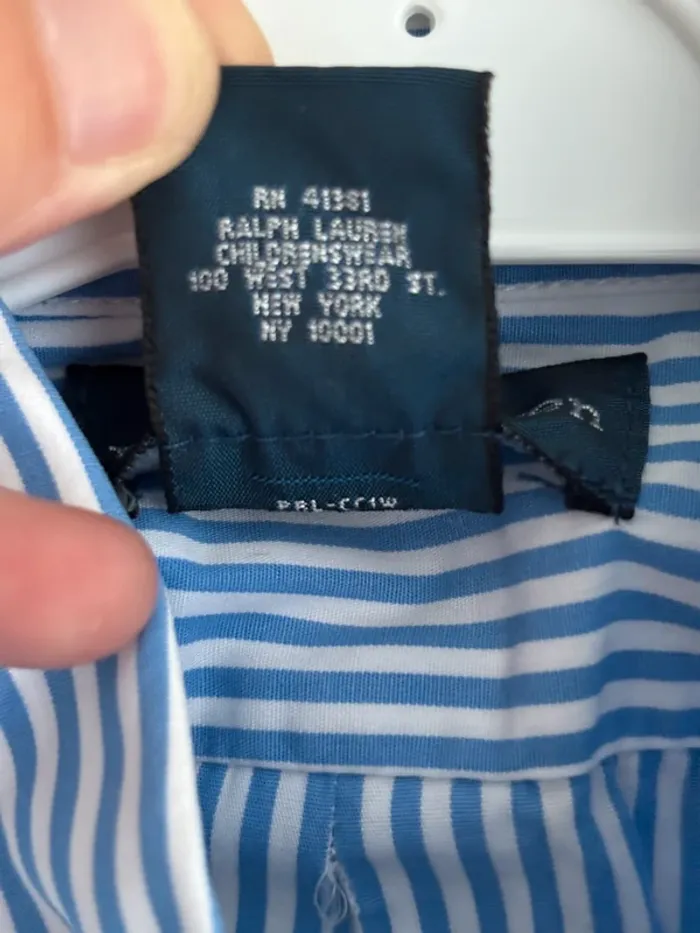 RN 41381
RALPH LAUREN
CHILDRENSWEAR
100 WEST 33RD ST.
NEW YORK
NY 10001